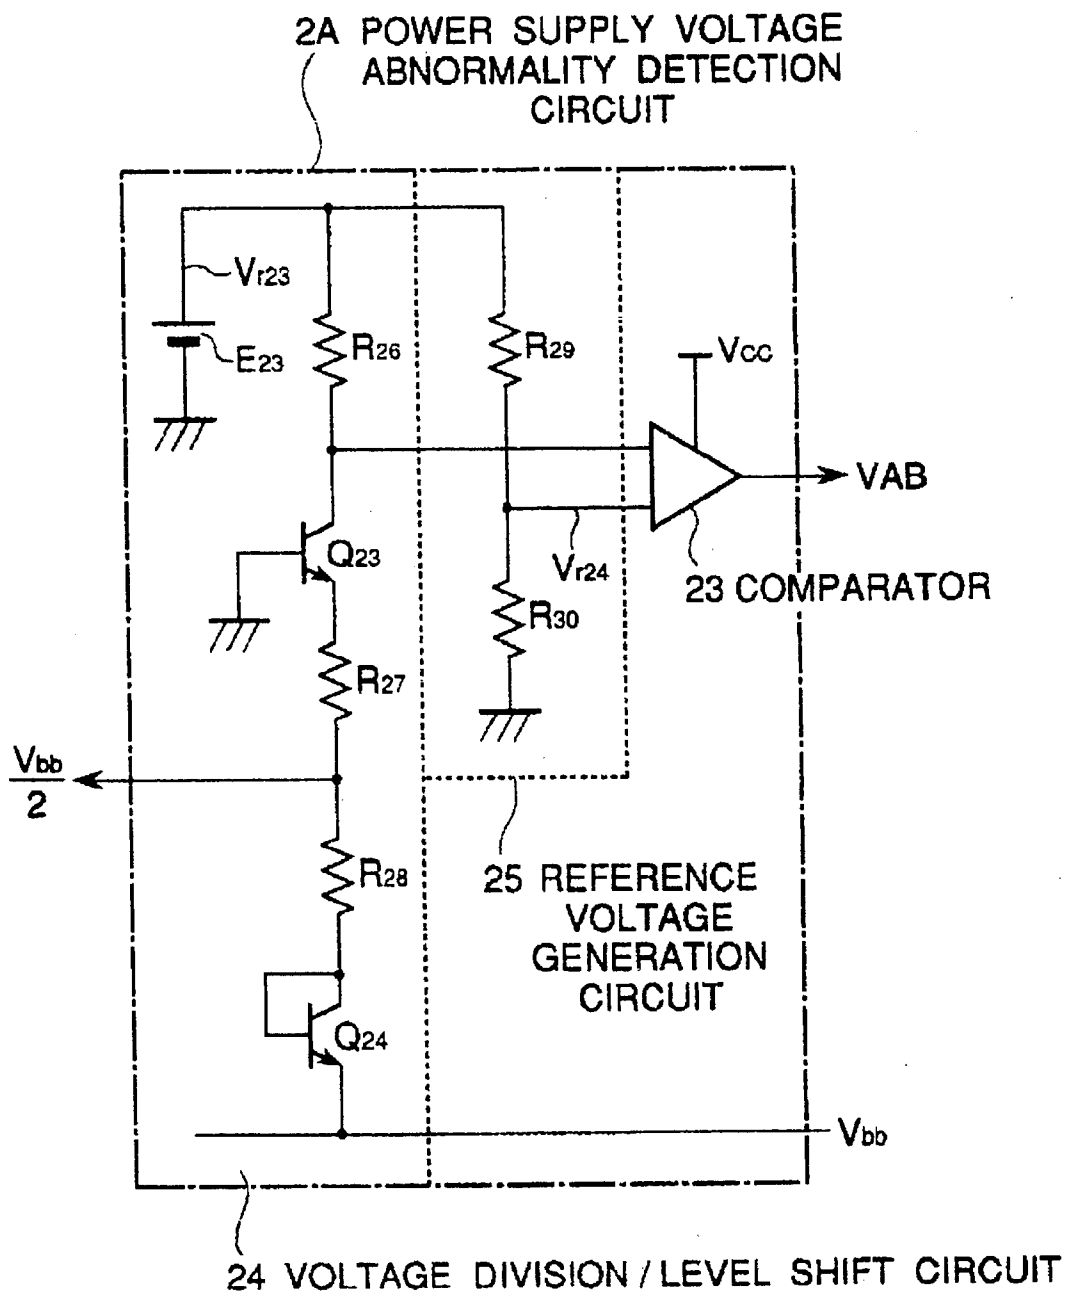 2A POWER SUPPLY VOLTAGE
ABNORMALITY DETECTION
CIRCUIT
Vr23
E23
R26
R29
VCC
VAB
Q23
Vr24
23 COMPARATOR
R30
R27
Vbb
2
R28
25 REFERENCE
VOLTAGE
GENERATION
CIRCUIT
Q24
Vbb
24 VOLTAGE DIVISION / LEVEL SHIFT CIRCUIT